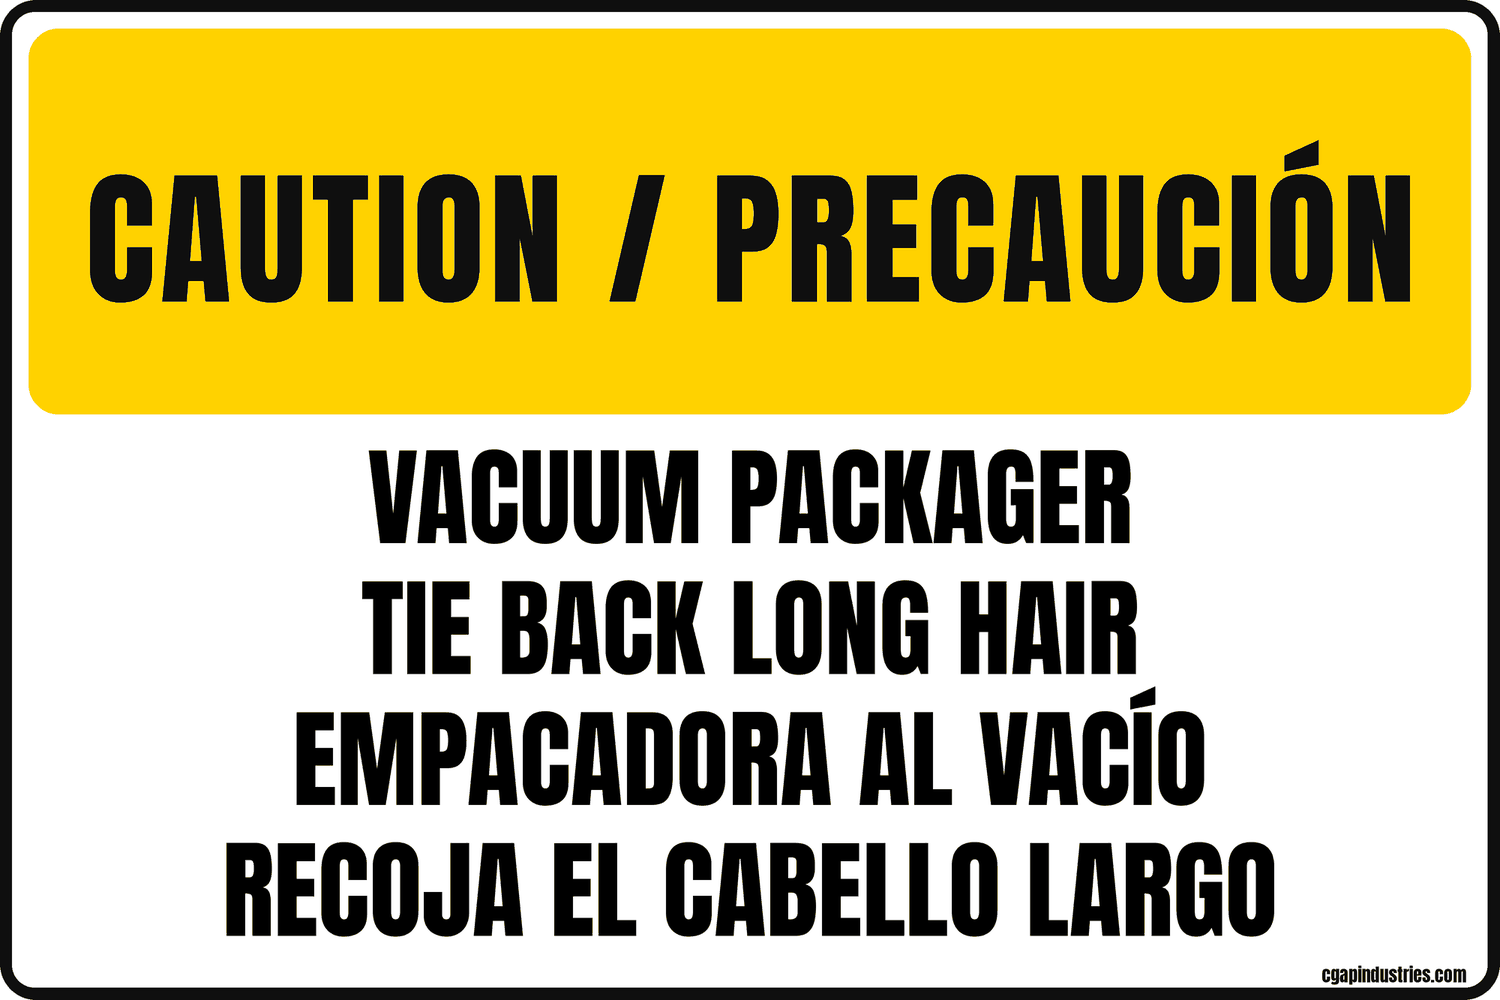 CAUTION / PRECAUCIÓN
VACUUM PACKAGER
TIE BACK LONG HAIR
EMPACADORA AL VACÍO
RECOJA EL CABELLO LARGO
cgapindustries.com